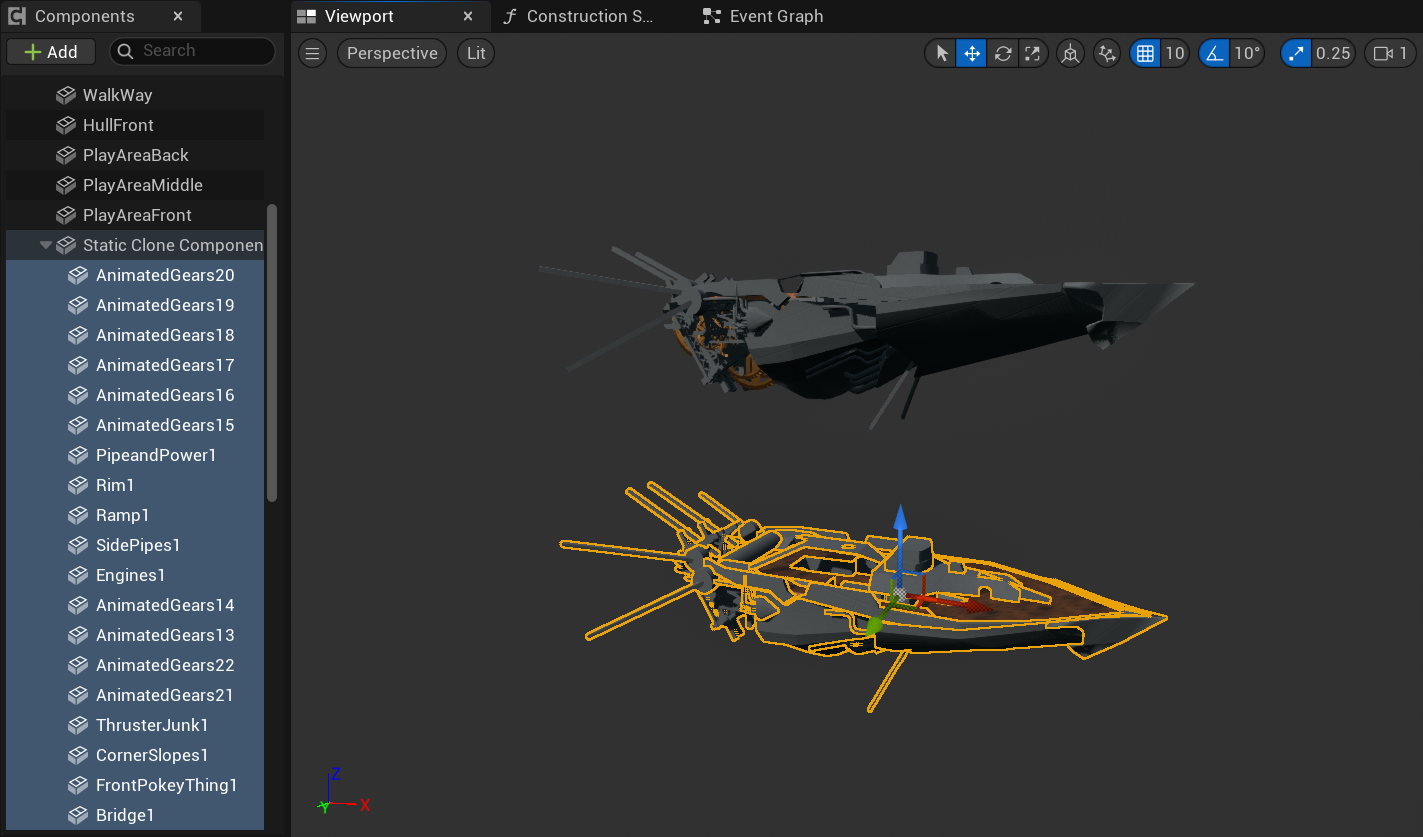 Components
Viewport
Construction S...
Event Graph
Add
Search
Perspective
Lit
10
10°
0.25
1
WalkWay
HullFront
PlayAreaBack
PlayAreaMiddle
PlayAreaFront
Static Clone Componen
AnimatedGears20
AnimatedGears19
AnimatedGears18
AnimatedGears17
AnimatedGears16
AnimatedGears15
PipeandPower1
Rim1
Ramp1
SidePipes1
Engines1
AnimatedGears14
AnimatedGears13
AnimatedGears22
AnimatedGears21
ThrusterJunk1
CornerSlopes1
FrontPokeyThing1
Bridge1
Z
Y
X